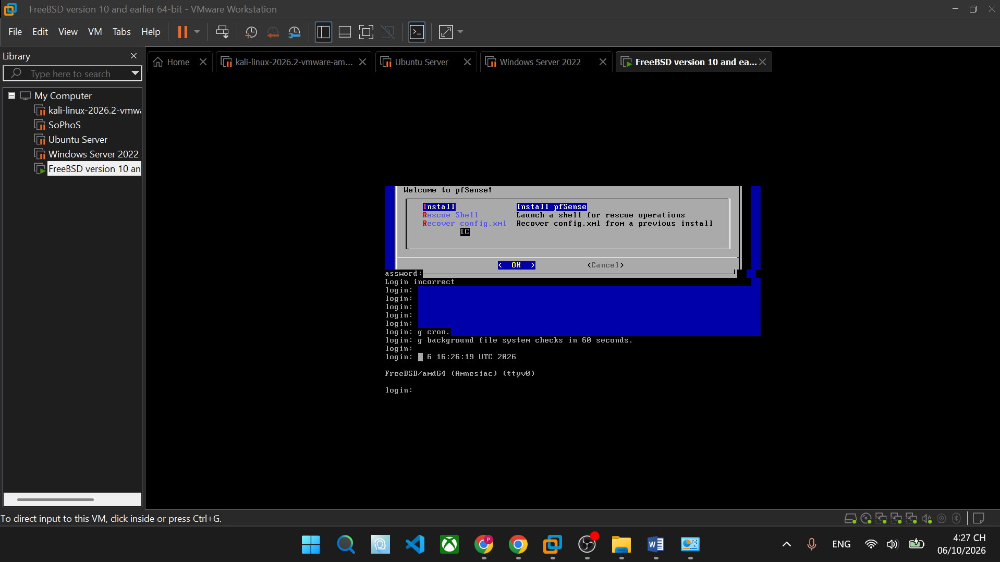 FreeBSD version 10 and earlier 64-bit - VMware Workstation
File Edit View VM Tabs Help
Library
Type here to search
My Computer
kali-linux-2026.2-vmwa
SoPhoS
Ubuntu Server
Windows Server 2022
FreeBSD version 10 an
Home
kali-linux-2026.2-vmware-am...
Ubuntu Server
Windows Server 2022
FreeBSD version 10 and ea...
Welcome to pfSense!
Install Install pfSense
Rescue Shell Launch a shell for rescue operations
Recover config.xml Recover config.xml from a previous install
[C
< OK > <Cancel>
assword:
Login incorrect
login:
login:
login:
login:
login:
login: g cron.
login: g background file system checks in 60 seconds.
login:
login: 6 16:26:19 UTC 2026
FreeBSD/amd64 (Amnesiac) (ttyv0)
login:
To direct input to this VM, click inside or press Ctrl+G.
P
W
ENG
4:27 CH
06/10/2026